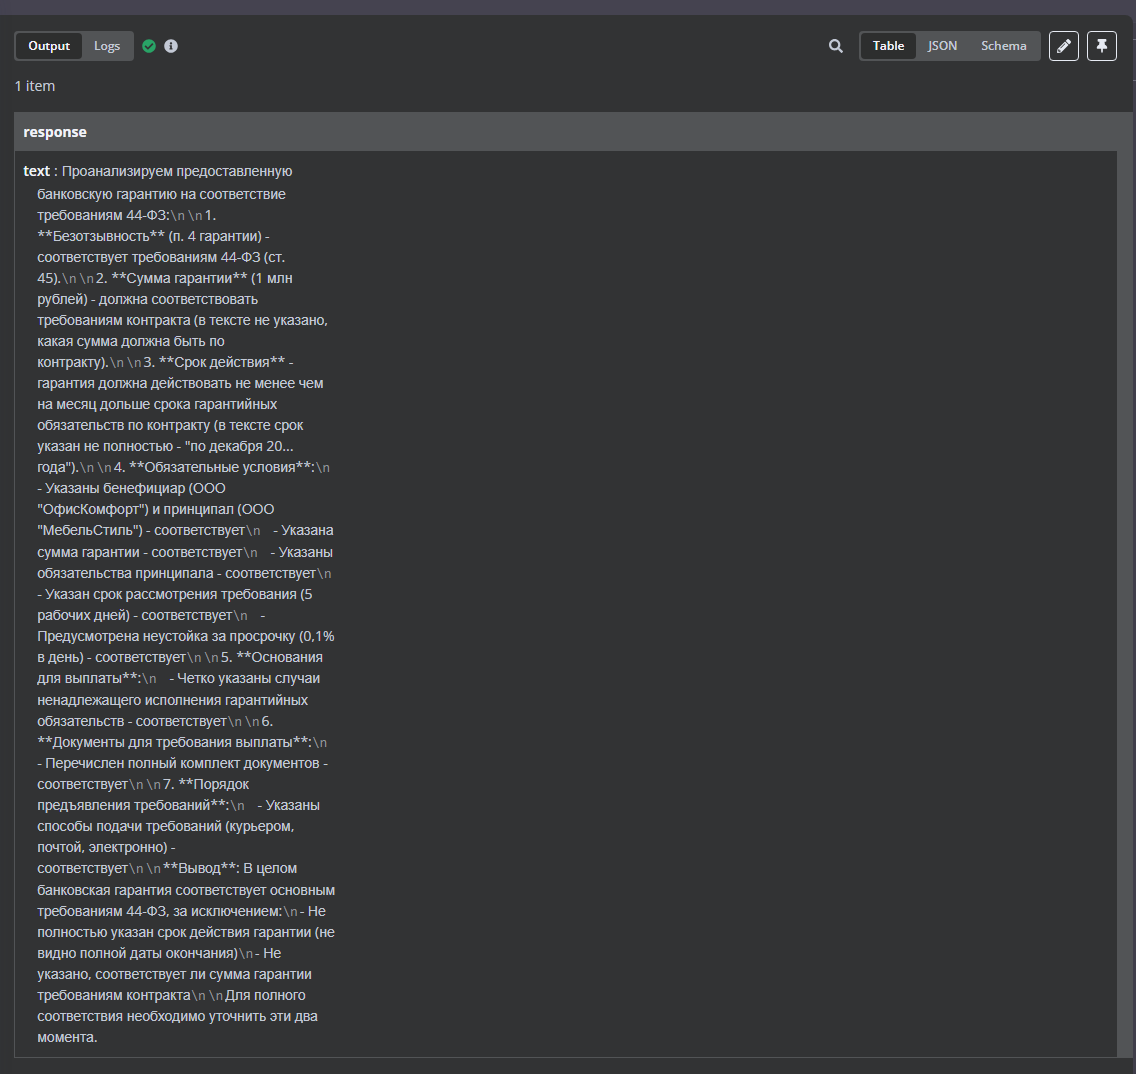 Output Logs Table JSON Schema
1 item
response
text : Проанализируем предоставленную
банковскую гарантию на соответствие
требованиям 44-ФЗ:\n\n1.
**Безотзывность** (п. 4 гарантии) -
соответствует требованиям 44-ФЗ (ст.
45).\n\n2. **Сумма гарантии** (1 млн
рублей) - должна соответствовать
требованиям контракта (в тексте не указано,
какая сумма должна быть по
контракту).\n\n3. **Срок действия** -
гарантия должна действовать не менее чем
на месяц дольше срока гарантийных
обязательств по контракту (в тексте срок
указан не полностью - "по декабря 20...
года").\n\n4. **Обязательные условия**:\n
- Указаны бенефициар (ООО
"ОфисКомфорт") и принципал (ООО
"МебельСтиль") - соответствует\n - Указана
сумма гарантии - соответствует\n - Указаны
обязательства принципала - соответствует\n
- Указан срок рассмотрения требования (5
рабочих дней) - соответствует\n -
Предусмотрена неустойка за просрочку (0,1%
в день) - соответствует\n\n5. **Основания
для выплаты**:\n - Четко указаны случаи
ненадлежащего исполнения гарантийных
обязательств - соответствует\n\n6.
**Документы для требования выплаты**:\n
- Перечислен полный комплект документов -
соответствует\n\n7. **Порядок
предъявления требований**:\n - Указаны
способы подачи требований (курьером,
почтой, электронно) -
соответствует\n\n**Вывод**: В целом
банковская гарантия соответствует основным
требованиям 44-ФЗ, за исключением:\n- Не
полностью указан срок действия гарантии (не
видно полной даты окончания)\n- Не
указано, соответствует ли сумма гарантии
требованиям контракта\n\nДля полного
соответствия необходимо уточнить эти два
момента.